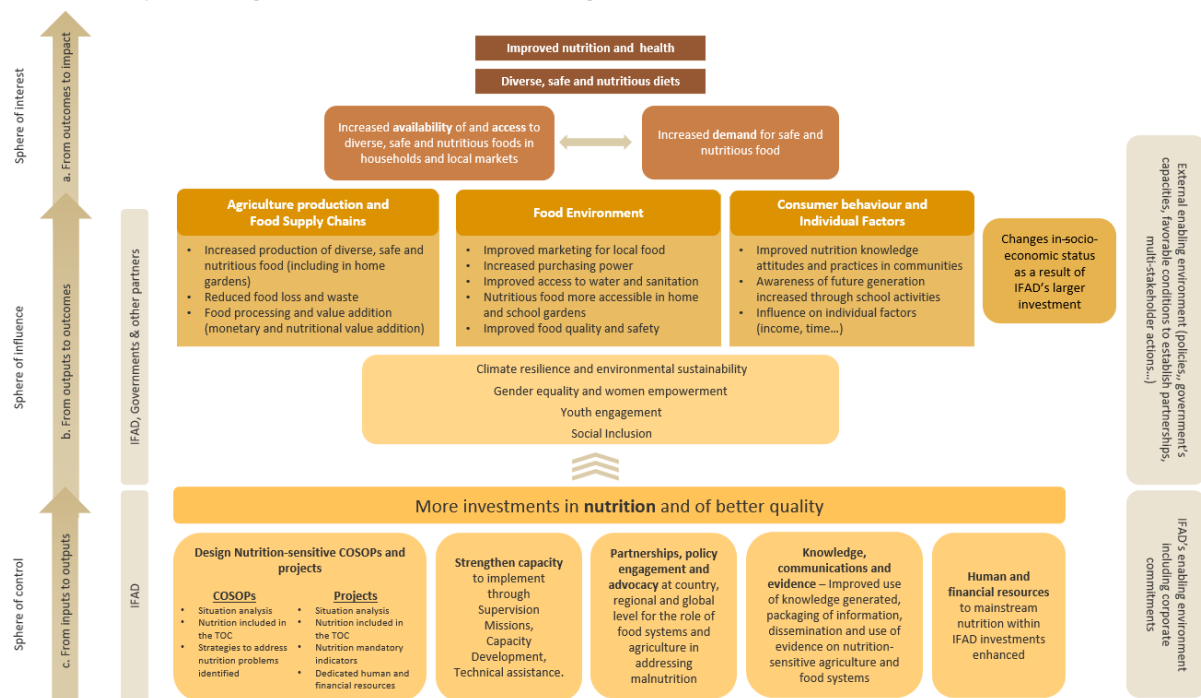 Improved nutrition and health
Diverse, safe and nutritious diets
Increased availability of and access to
diverse, safe and nutritious foods in
households and local markets
Increased demand for safe and
nutritious food
Sphere of interest
a. From outcomes to impact
Agriculture production and
Food Supply Chains
• Increased production of diverse, safe and
nutritious food (including in home
gardens)
• Reduced food loss and waste
• Food processing and value addition
(monetary and nutritional value addition)
Food Environment
• Improved marketing for local food
• Increased purchasing power
• Improved access to water and sanitation
• Nutritious food more accessible in home
and school gardens
• Improved food quality and safety
Consumer behaviour and
Individual Factors
• Improved nutrition knowledge
attitudes and practices in communities
• Awareness of future generation
increased through school activities
• Influence on individual factors
(income, time...)
Changes in-socio-
economic status
as a result of
IFAD's larger
investment
External enabling environment (policies,, government's
capacities, favorable conditions to establish partnerships,
multi-stakeholder actions...)
Sphere of influence
b. From outputs to outcomes
IFAD, Governments & other partners
Climate resilience and environmental sustainability
Gender equality and women empowerment
Youth engagement
Social Inclusion
More investments in nutrition and of better quality
Sphere of control
c. From inputs to outputs
IFAD
Design Nutrition-sensitive COSOPs and
projects
COSOPs
• Situation analysis
• Nutrition included in
the TOC
• Strategies to address
nutrition problems
identified
Projects
• Situation analysis
• Nutrition included in
the TOC
• Nutrition mandatory
indicators
• Dedicated human and
financial resources
Strengthen capacity
to implement
through
Supervision
Missions,
Capacity
Development,
Technical assistance.
Partnerships, policy
engagement and
advocacy at country,
regional and global
level for the role of
food systems and
agriculture in
addressing
malnutrition
Knowledge,
communications and
evidence – Improved use
of knowledge generated,
packaging of information,
dissemination and use of
evidence on nutrition-
sensitive agriculture and
food systems
Human and
financial resources
to mainstream
nutrition within
IFAD investments
enhanced
IFAD's enabling environment
including corporate
commitments